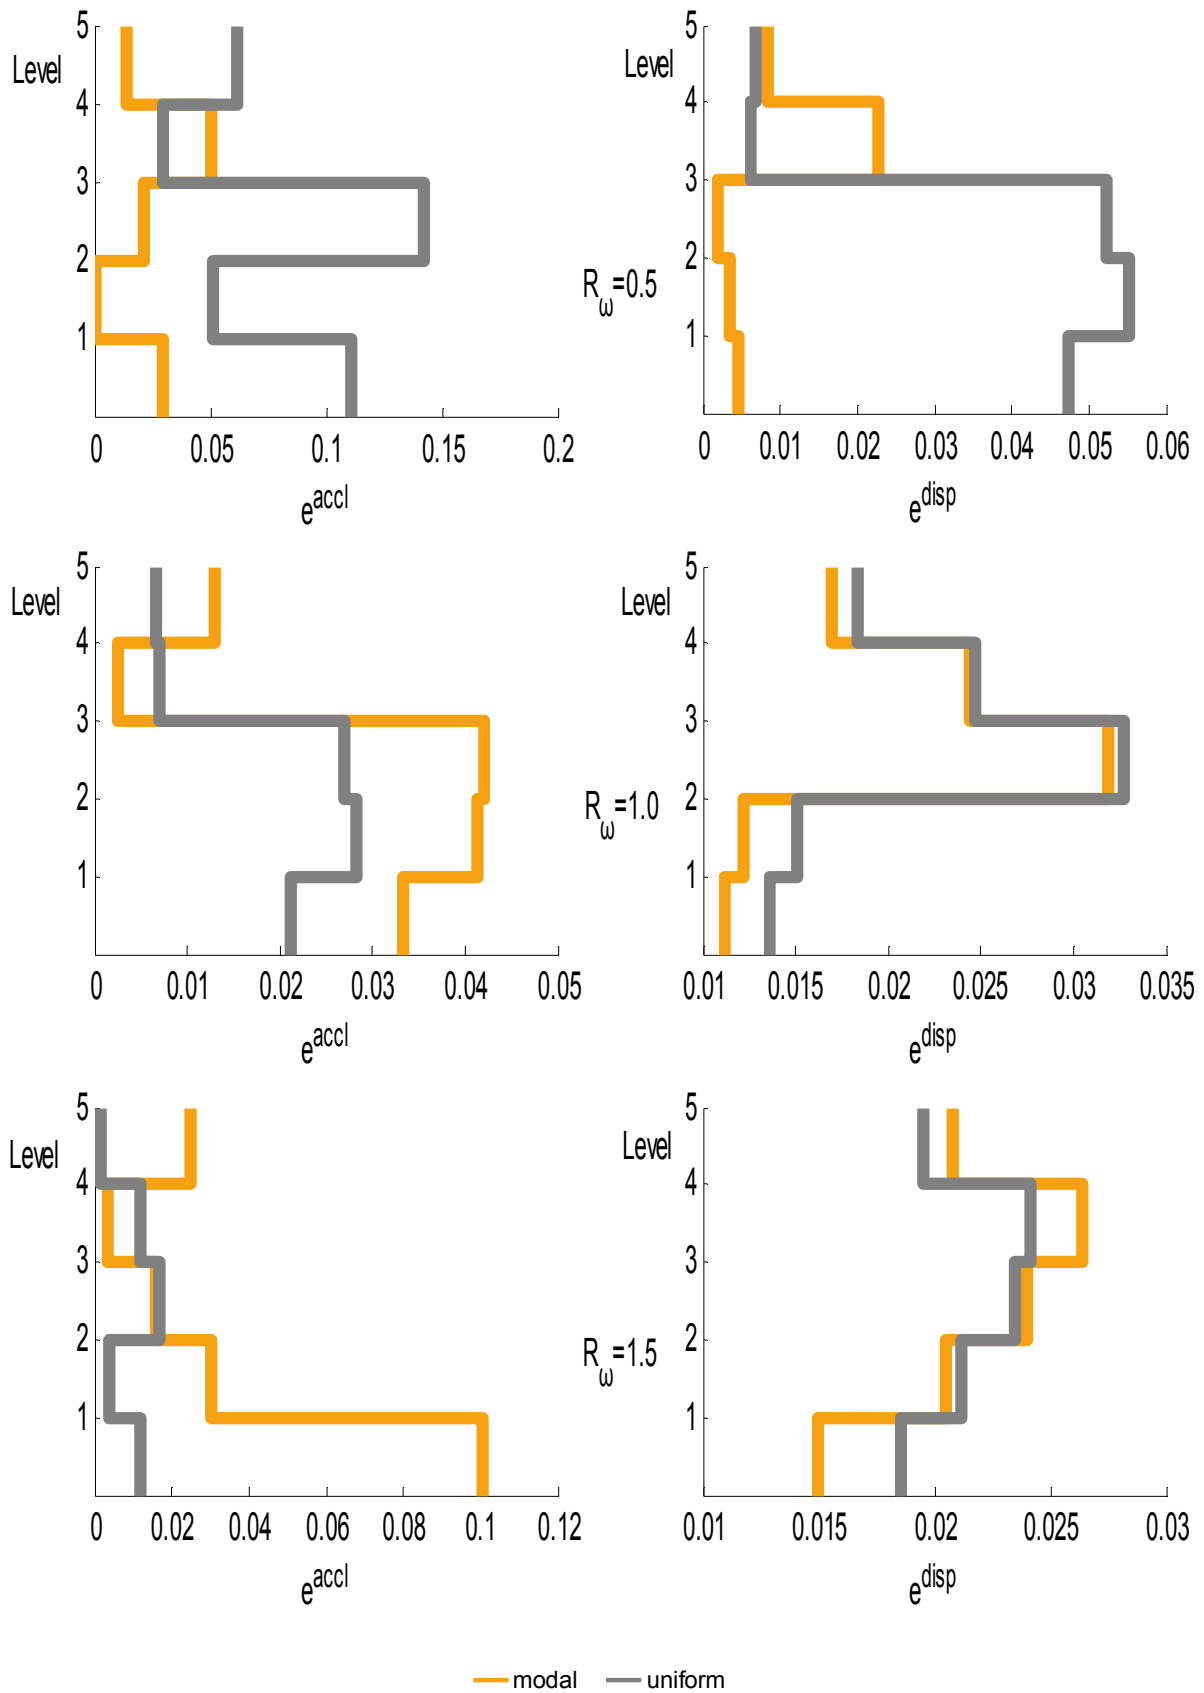 5
Level
4
3
2
1
0 0.05 0.1 0.15 0.2
e^accl
R_ω=0.5
5
Level
4
3
2
1
0 0.01 0.02 0.03 0.04 0.05 0.06
e^disp
5
Level
4
3
2
1
0 0.01 0.02 0.03 0.04 0.05
e^accl
R_ω=1.0
5
Level
4
3
2
1
0.01 0.015 0.02 0.025 0.03 0.035
e^disp
5
Level
4
3
2
1
0 0.02 0.04 0.06 0.08 0.1 0.12
e^accl
R_ω=1.5
5
Level
4
3
2
1
0.01 0.015 0.02 0.025 0.03
e^disp
modal uniform